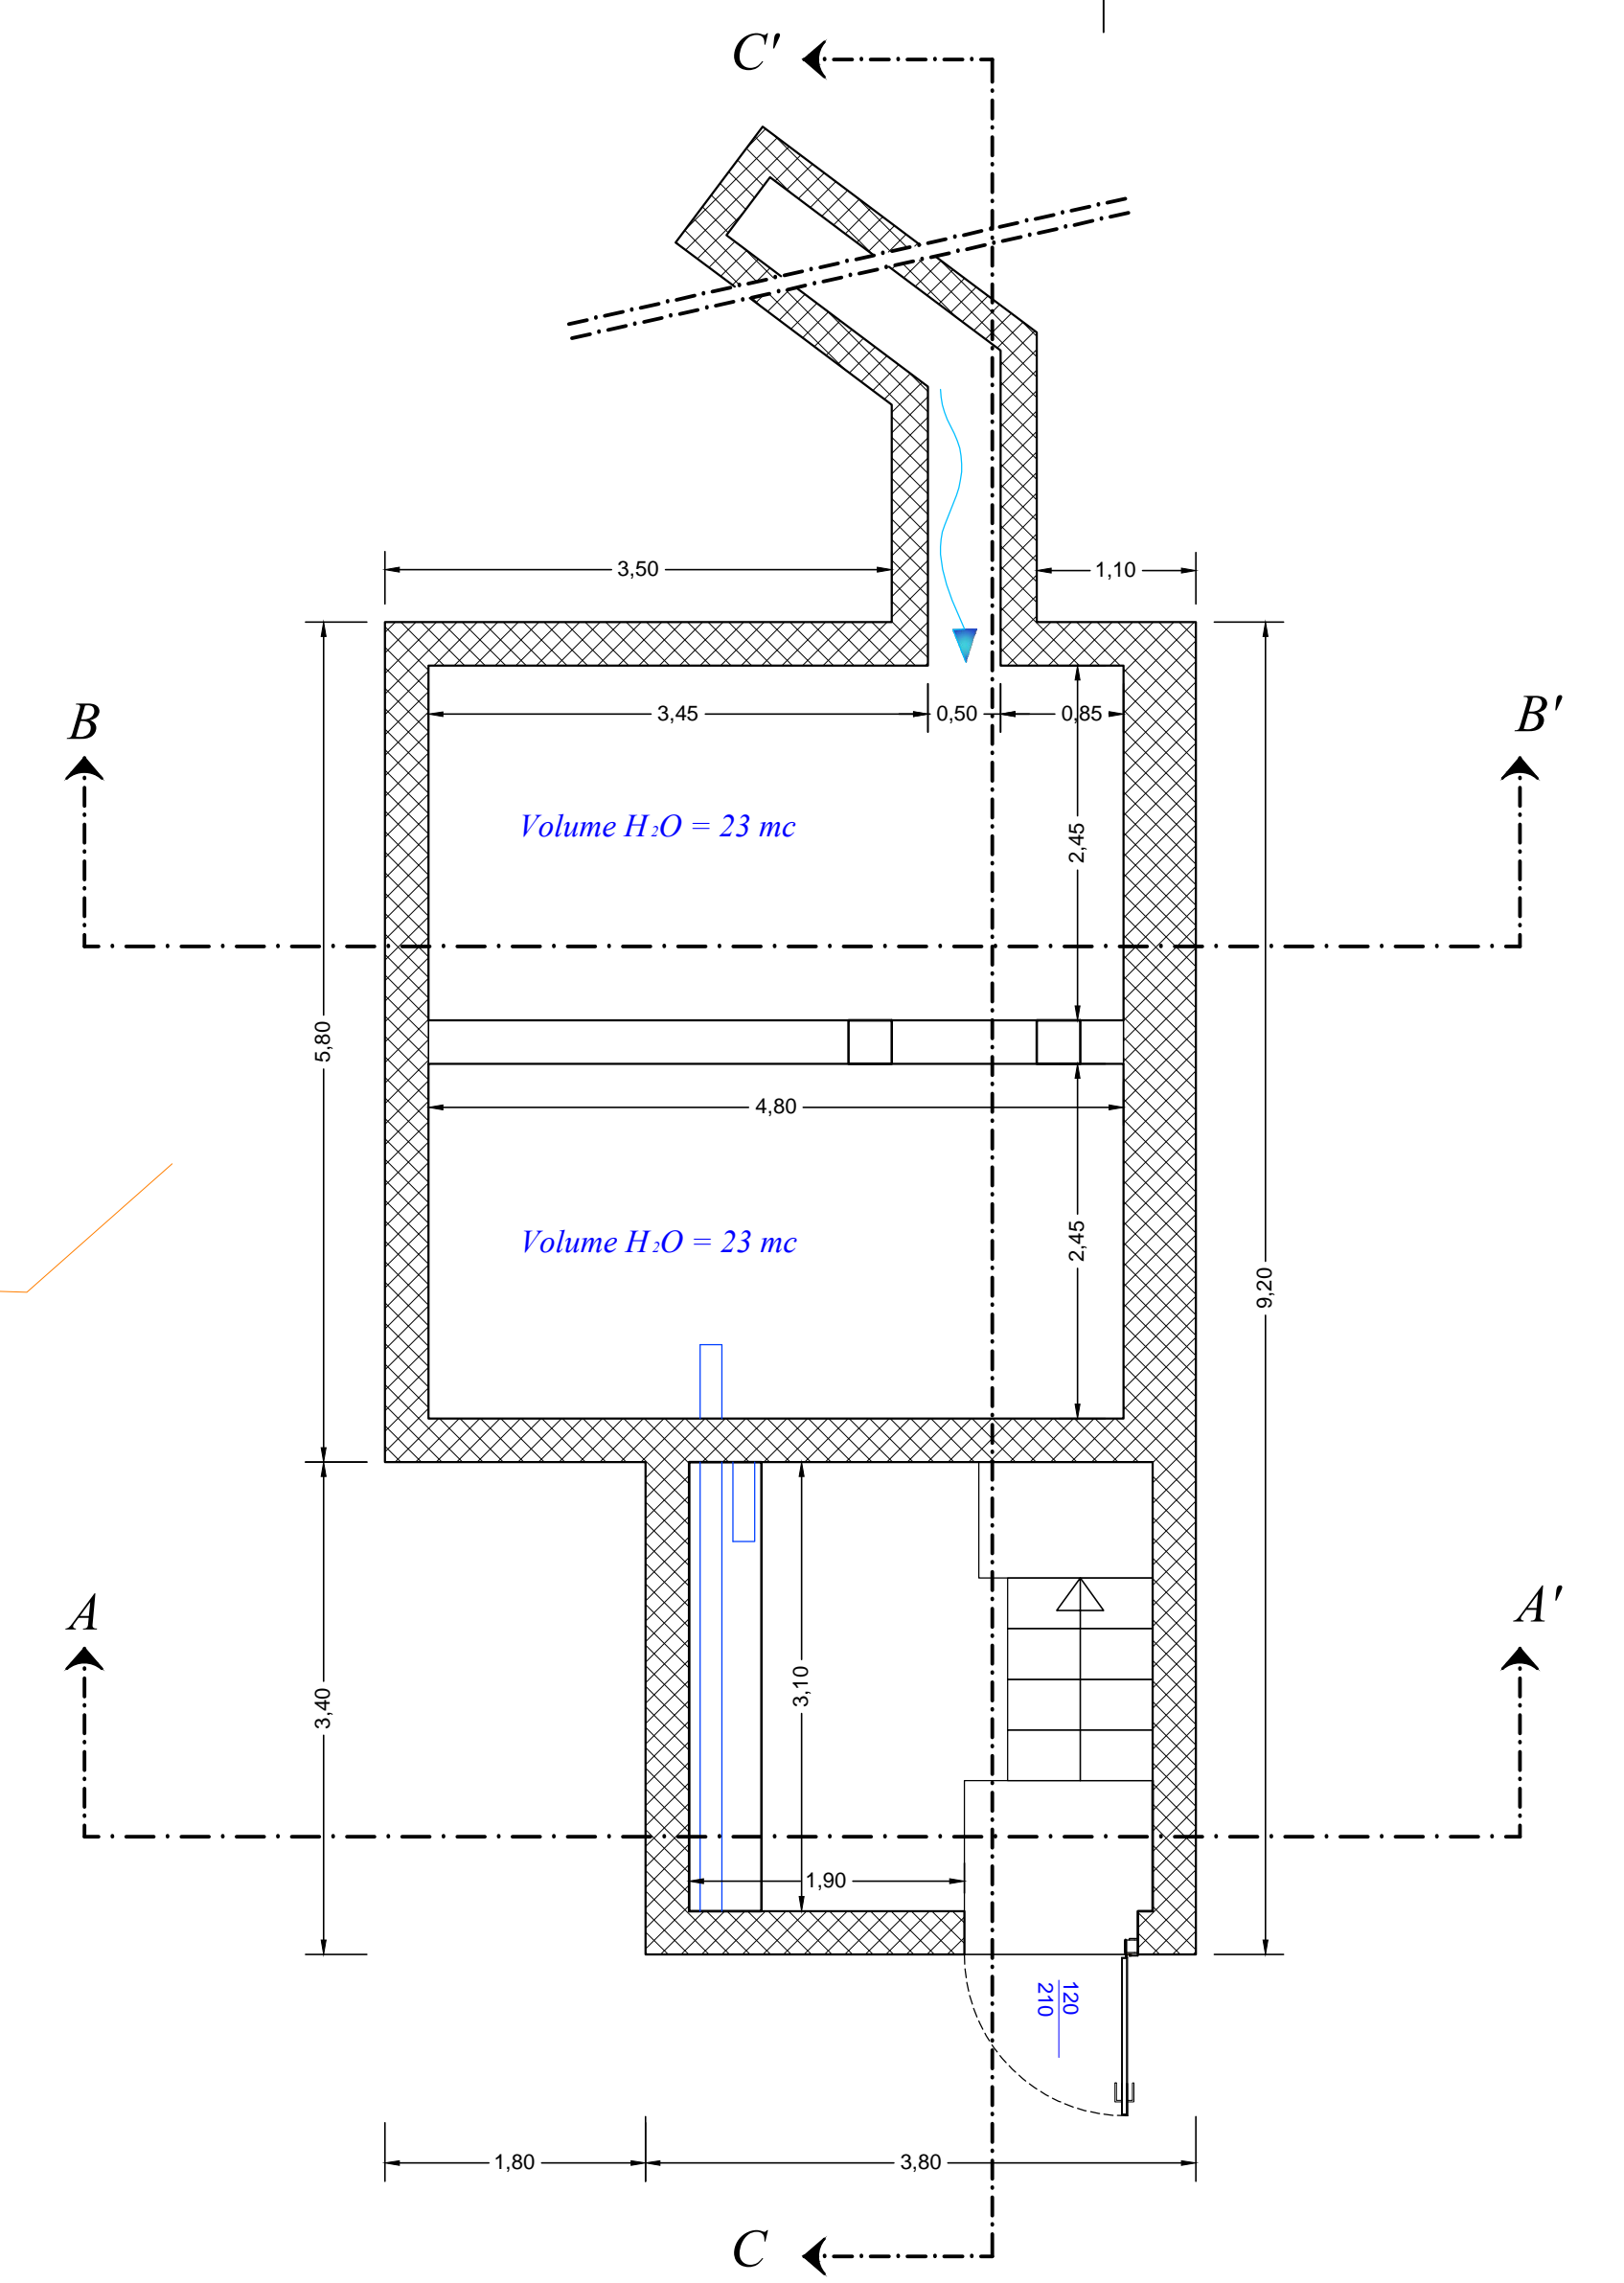 C'
3,50
1,10
B
B'
3,45
0,50
0,85
Volume H₂O = 23 mc
2,45
5,80
4,80
Volume H₂O = 23 mc
2,45
9,20
A
A'
3,10
3,40
1,90
120
210
1,80
3,80
C